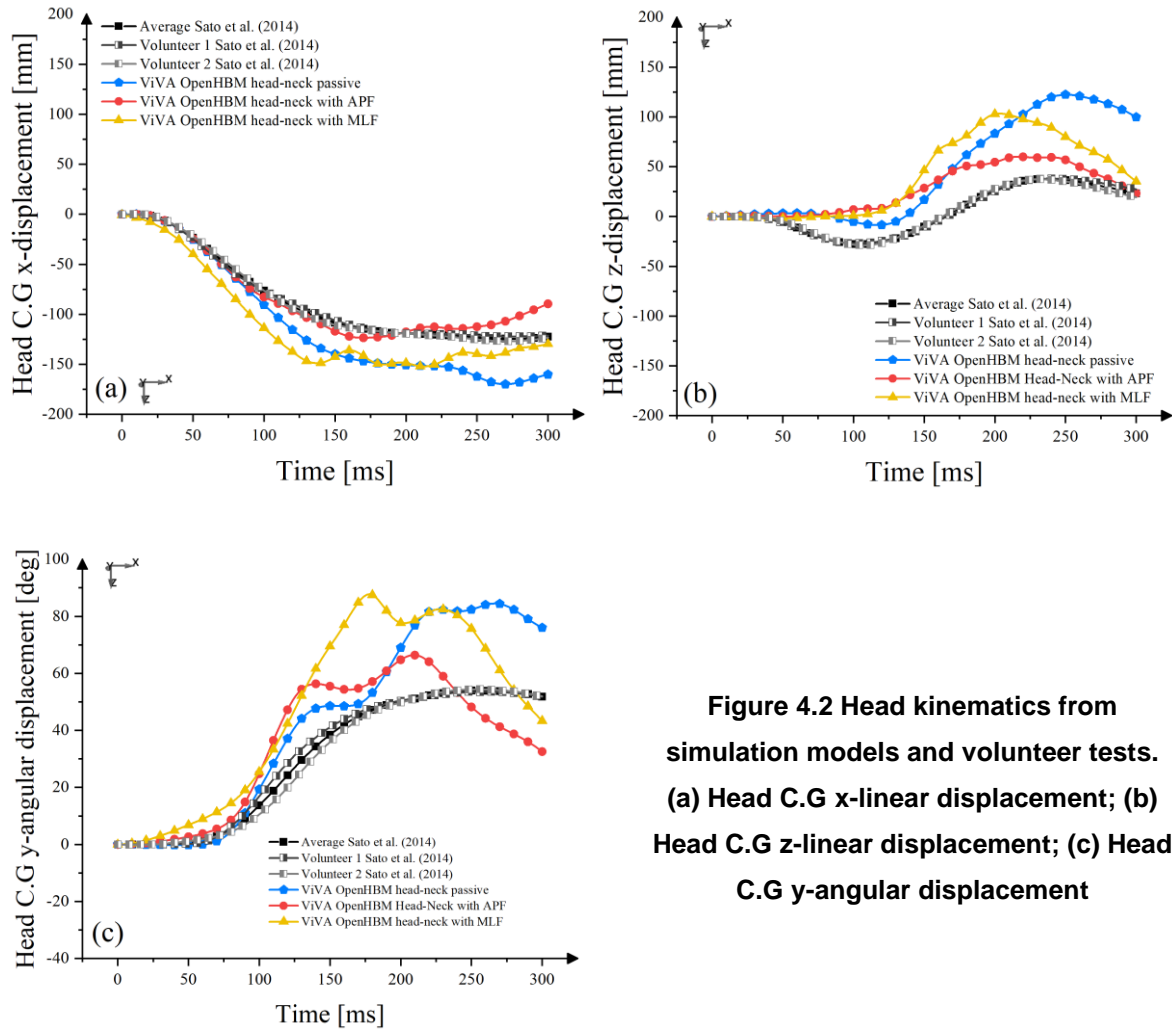 Head C.G x-displacement [mm]
200
150
100
50
0
-50
-100
-150
-200
Average Sato et al. (2014)
Volunteer 1 Sato et al. (2014)
Volunteer 2 Sato et al. (2014)
ViVA OpenHBM head-neck passive
ViVA OpenHBM head-neck with APF
ViVA OpenHBM head-neck with MLF
(a)
Y X
Z
0 50 100 150 200 250 300
Time [ms]
Head C.G z-displacement [mm]
200
150
100
50
0
-50
-100
-150
-200
Y X
Z
Average Sato et al. (2014)
Volunteer 1 Sato et al. (2014)
Volunteer 2 Sato et al. (2014)
ViVA OpenHBM head-neck passive
ViVA OpenHBM Head-Neck with APF
ViVA OpenHBM head-neck with MLF
(b)
0 50 100 150 200 250 300
Time [ms]
Head C.G y-angular displacement [deg]
100
80
60
40
20
0
-20
-40
Y X
Z
Average Sato et al. (2014)
Volunteer 1 Sato et al. (2014)
Volunteer 2 Sato et al. (2014)
ViVA OpenHBM head-neck passive
ViVA OpenHBM Head-Neck with APF
ViVA OpenHBM head-neck with MLF
(c)
0 50 100 150 200 250 300
Time [ms]
Figure 4.2 Head kinematics from
simulation models and volunteer tests.
(a) Head C.G x-linear displacement; (b)
Head C.G z-linear displacement; (c) Head
C.G y-angular displacement